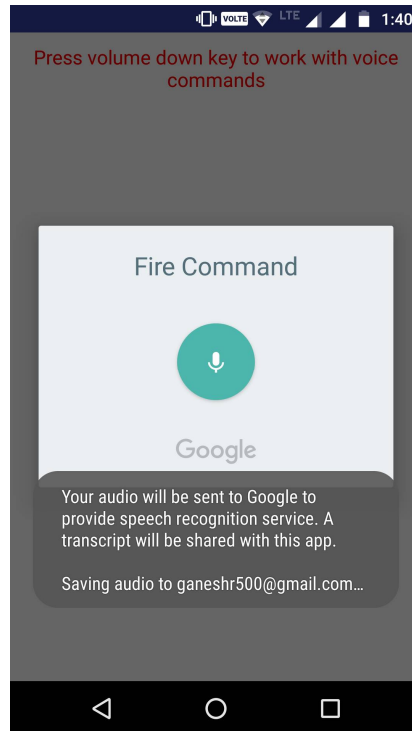 VOLTE LTE 1:40
Press volume down key to work with voice
commands
Fire Command
Google
Your audio will be sent to Google to
provide speech recognition service. A
transcript will be shared with this app.
Saving audio to ganeshr500@gmail.com…